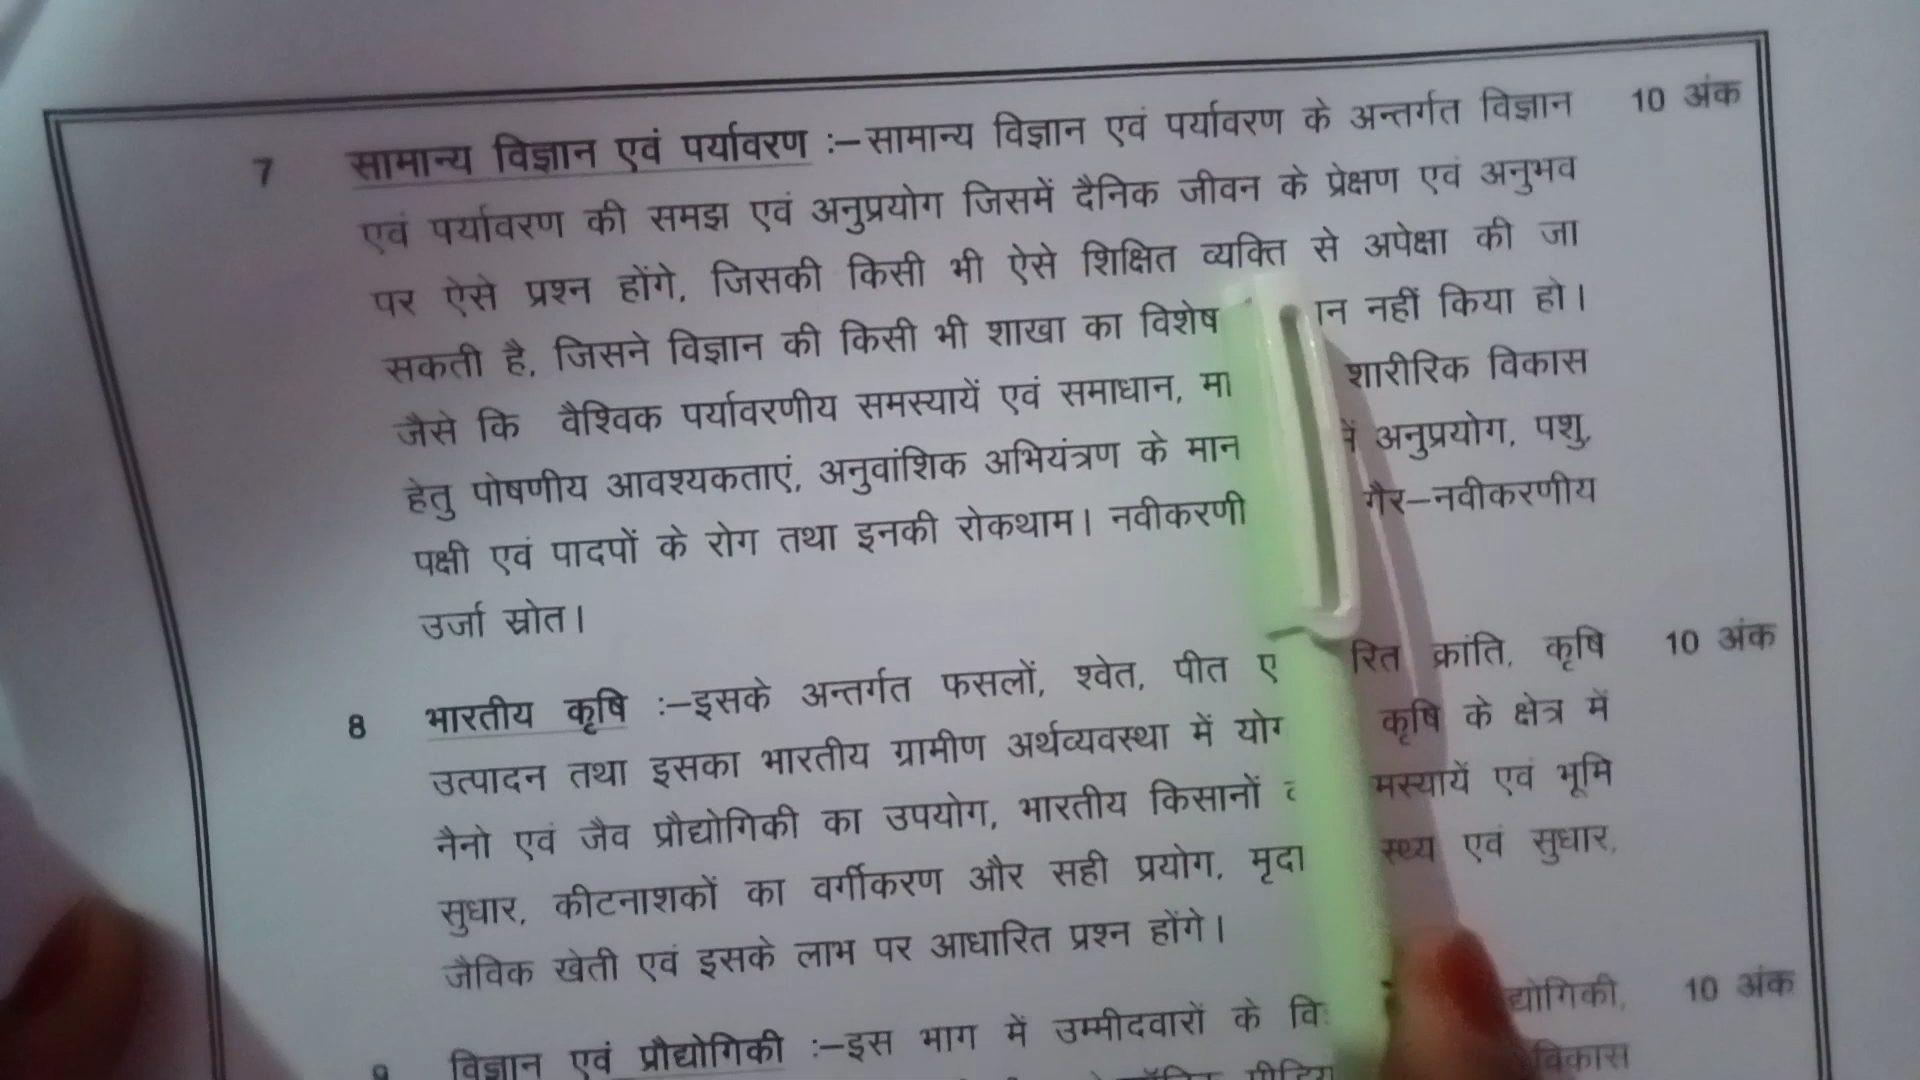 7 सामान्य विज्ञान एवं पर्यावरण :–सामान्य विज्ञान एवं पर्यावरण के अन्तर्गत विज्ञान 10 अंक
एवं पर्यावरण की समझ एवं अनुप्रयोग जिसमें दैनिक जीवन के प्रेक्षण एवं अनुभव
पर ऐसे प्रश्न होंगे, जिसकी किसी भी ऐसे शिक्षित व्यक्ति से अपेक्षा की जा
सकती है, जिसने विज्ञान की किसी भी शाखा का विशेष नहीं किया हो।
जैसे कि वैश्विक पर्यावरणीय समस्यायें एवं समाधान, शारीरिक विकास
हेतु पोषणीय आवश्यकताएं, अनुवांशिक अभियंत्रण के अनुप्रयोग, पशु,
पक्षी एवं पादपों के रोग तथा इनकी रोकथाम। गैर–नवीकरणीय
उर्जा स्रोत।
8 भारतीय कृषि :–इसके अन्तर्गत फसलों, श्वेत, पीत क्रांति, कृषि 10 अंक
उत्पादन तथा इसका भारतीय ग्रामीण अर्थव्यवस्था में कृषि के क्षेत्र में
नैनो एवं जैव प्रौद्योगिकी का उपयोग, भारतीय किसानों एवं भूमि
सुधार, कीटनाशकों का वर्गीकरण और सही प्रयोग, मृदा एवं सुधार,
जैविक खेती एवं इसके लाभ पर आधारित प्रश्न होंगे।
9 विज्ञान एवं प्रौद्योगिकी :–इस भाग में उम्मीदवारों के 10 अंक
विकास